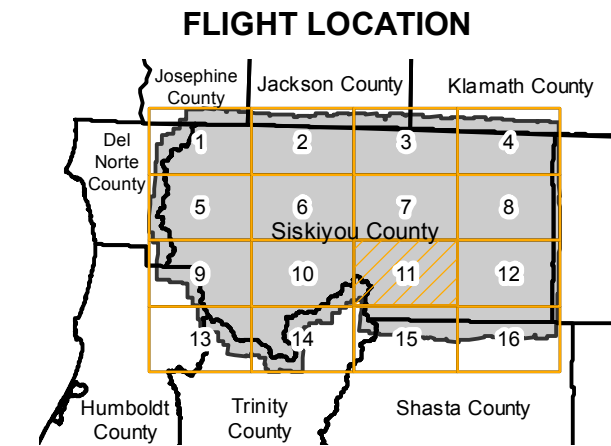 FLIGHT LOCATION
Josephine
County
Jackson County
Klamath County
Del
Norte
County
1
2
3
4
5
6
7
8
Siskiyou County
9
10
11
12
13
14
15
16
Humboldt
County
Trinity
County
Shasta County